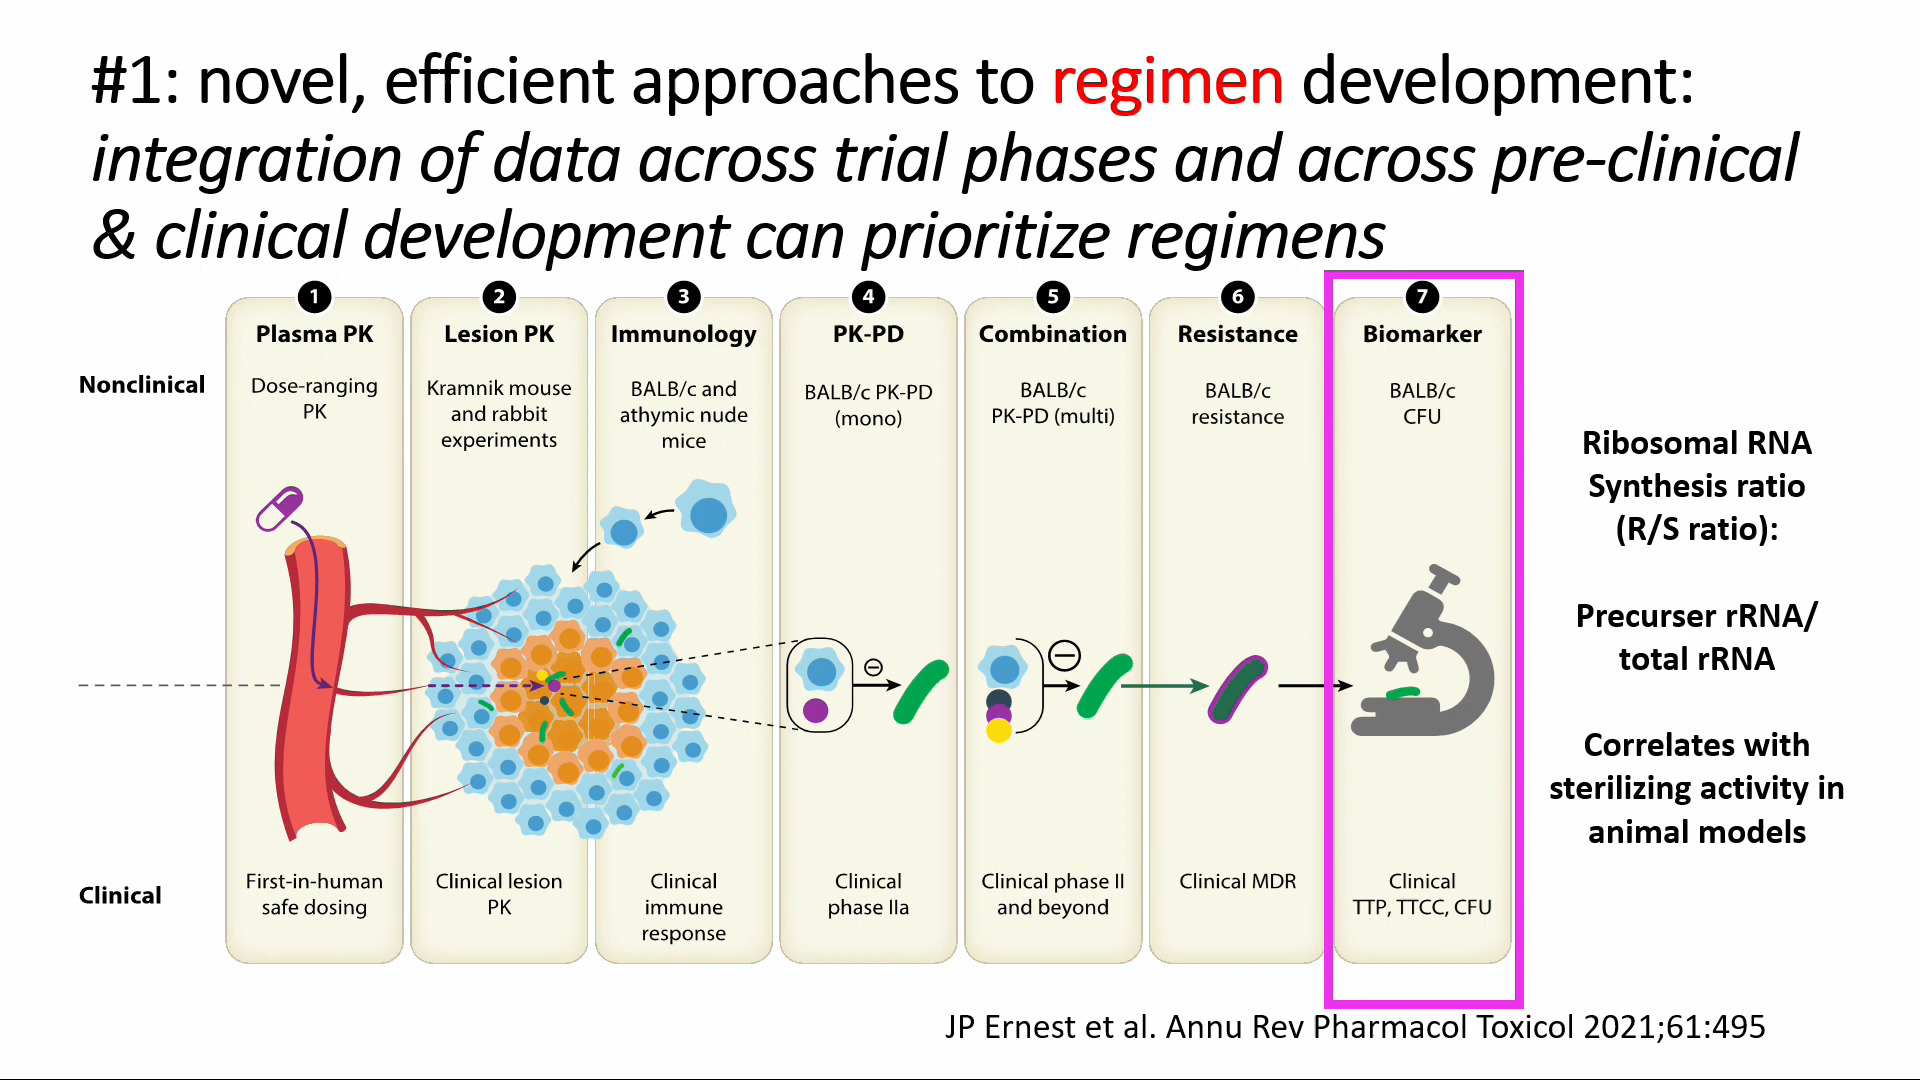 #1: novel, efficient approaches to regimen development:
integration of data across trial phases and across pre-clinical
& clinical development can prioritize regimens
1
Plasma PK
2
Lesion PK
3
Immunology
4
PK-PD
5
Combination
6
Resistance
7
Biomarker
Nonclinical
Dose-ranging
PK
Kramnik mouse
and rabbit
experiments
BALB/c and
athymic nude
mice
BALB/c PK-PD
(mono)
BALB/c
PK-PD (multi)
BALB/c
resistance
BALB/c
CFU
Ribosomal RNA
Synthesis ratio
(R/S ratio):
Precurser rRNA/
total rRNA
Correlates with
sterilizing activity in
animal models
Clinical
First-in-human
safe dosing
Clinical lesion
PK
Clinical
immune
response
Clinical
phase IIa
Clinical phase II
and beyond
Clinical MDR
Clinical
TTP, TTCC, CFU
JP Ernest et al. Annu Rev Pharmacol Toxicol 2021;61:495